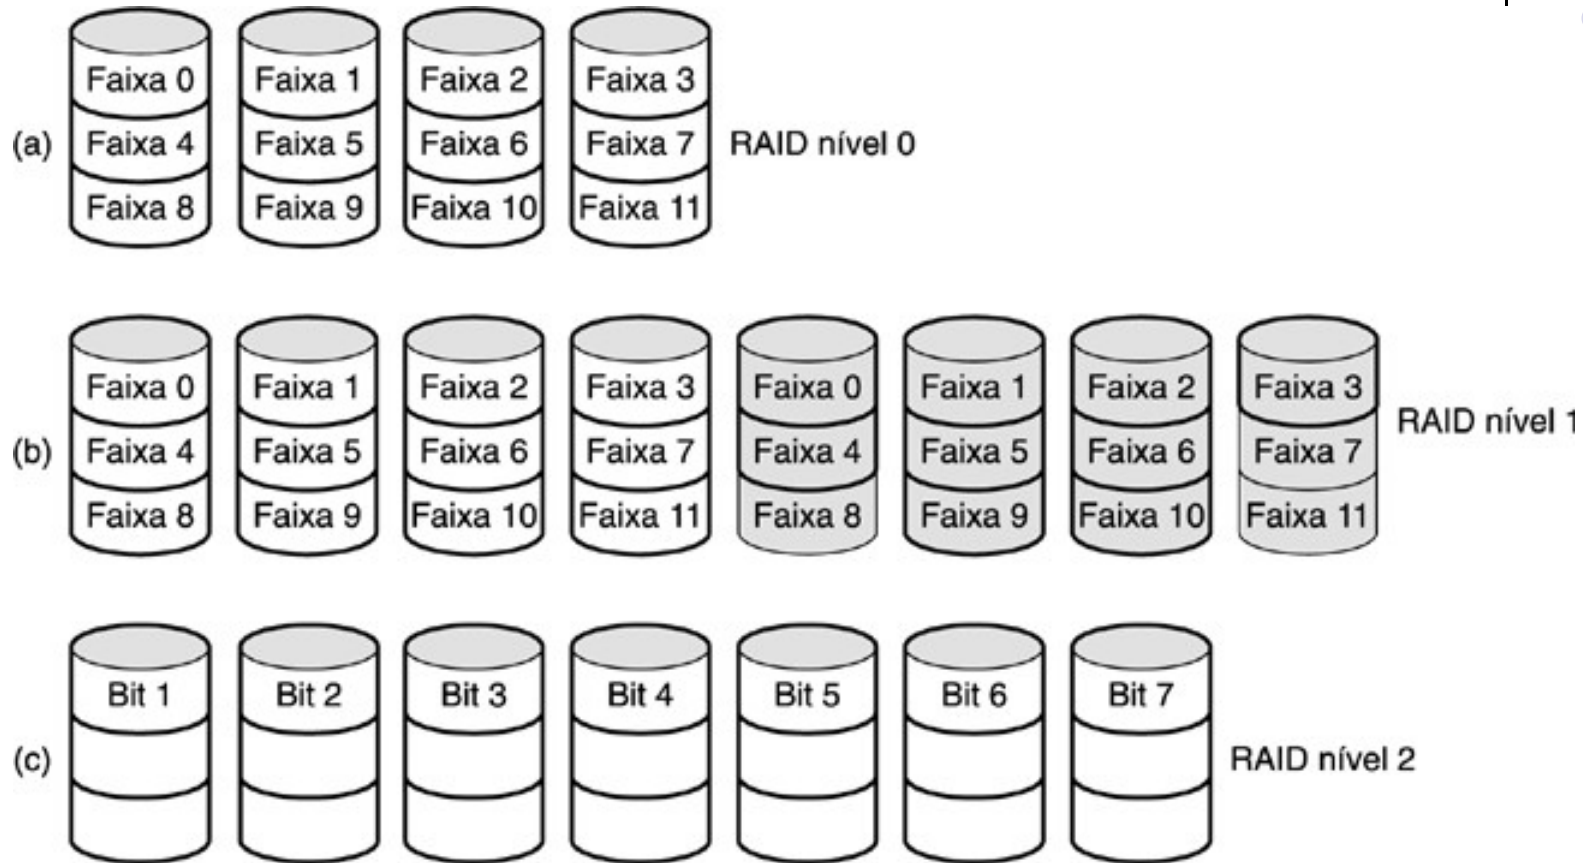 Faixa 0 Faixa 1 Faixa 2 Faixa 3
(a) Faixa 4 Faixa 5 Faixa 6 Faixa 7 RAID nível 0
Faixa 8 Faixa 9 Faixa 10 Faixa 11
Faixa 0 Faixa 1 Faixa 2 Faixa 3 Faixa 0 Faixa 1 Faixa 2 Faixa 3
RAID nível 1
(b) Faixa 4 Faixa 5 Faixa 6 Faixa 7 Faixa 4 Faixa 5 Faixa 6 Faixa 7
Faixa 8 Faixa 9 Faixa 10 Faixa 11 Faixa 8 Faixa 9 Faixa 10 Faixa 11
Bit 1 Bit 2 Bit 3 Bit 4 Bit 5 Bit 6 Bit 7
(c) RAID nível 2